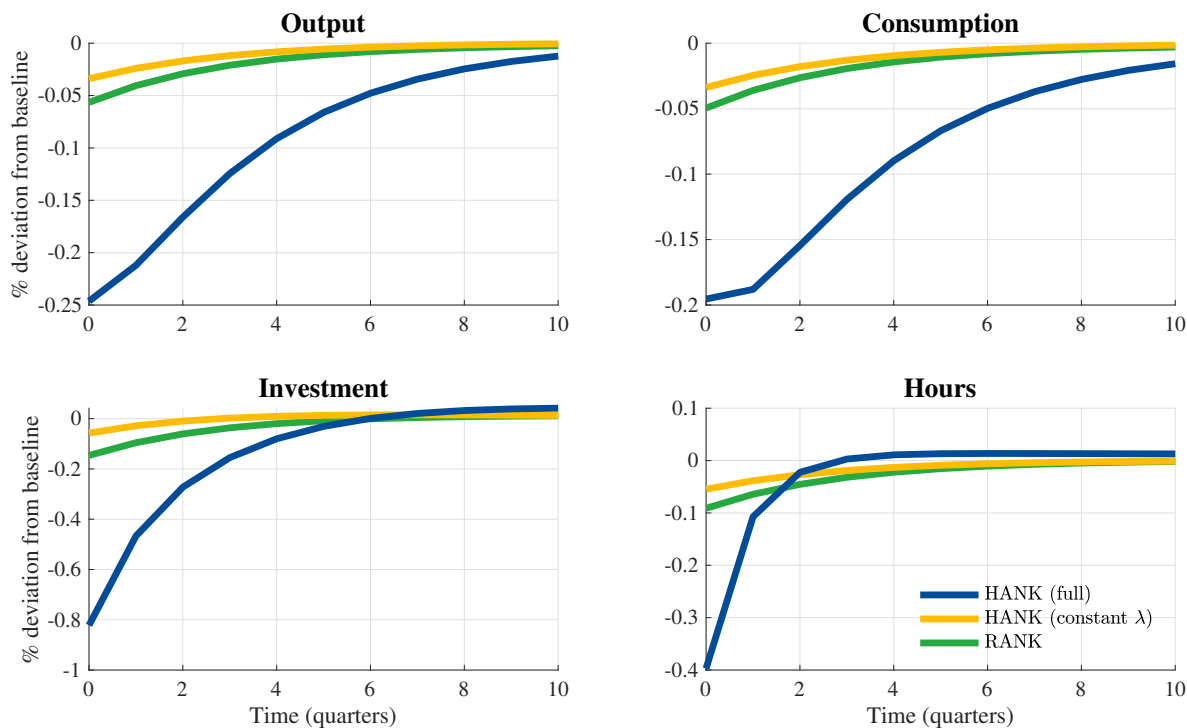 Output
% deviation from baseline
0
-0.05
-0.1
-0.15
-0.2
-0.25
0 2 4 6 8 10
Consumption
0
-0.05
-0.1
-0.15
-0.2
0 2 4 6 8 10
Investment
% deviation from baseline
0
-0.2
-0.4
-0.6
-0.8
-1
0 2 4 6 8 10
Time (quarters)
Hours
0.1
0
-0.1
-0.2
-0.3
-0.4
HANK (full)
HANK (constant λ)
RANK
0 2 4 6 8 10
Time (quarters)